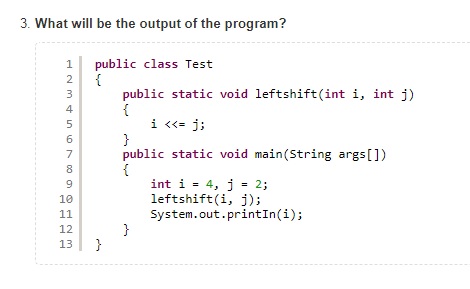 3. What will be the output of the program?
1 public class Test
2 {
3 public static void leftshift(int i, int j)
4 {
5 i <<= j;
6 }
7 public static void main(String args[])
8 {
9 int i = 4, j = 2;
10 leftshift(i, j);
11 System.out.printIn(i);
12 }
13 }